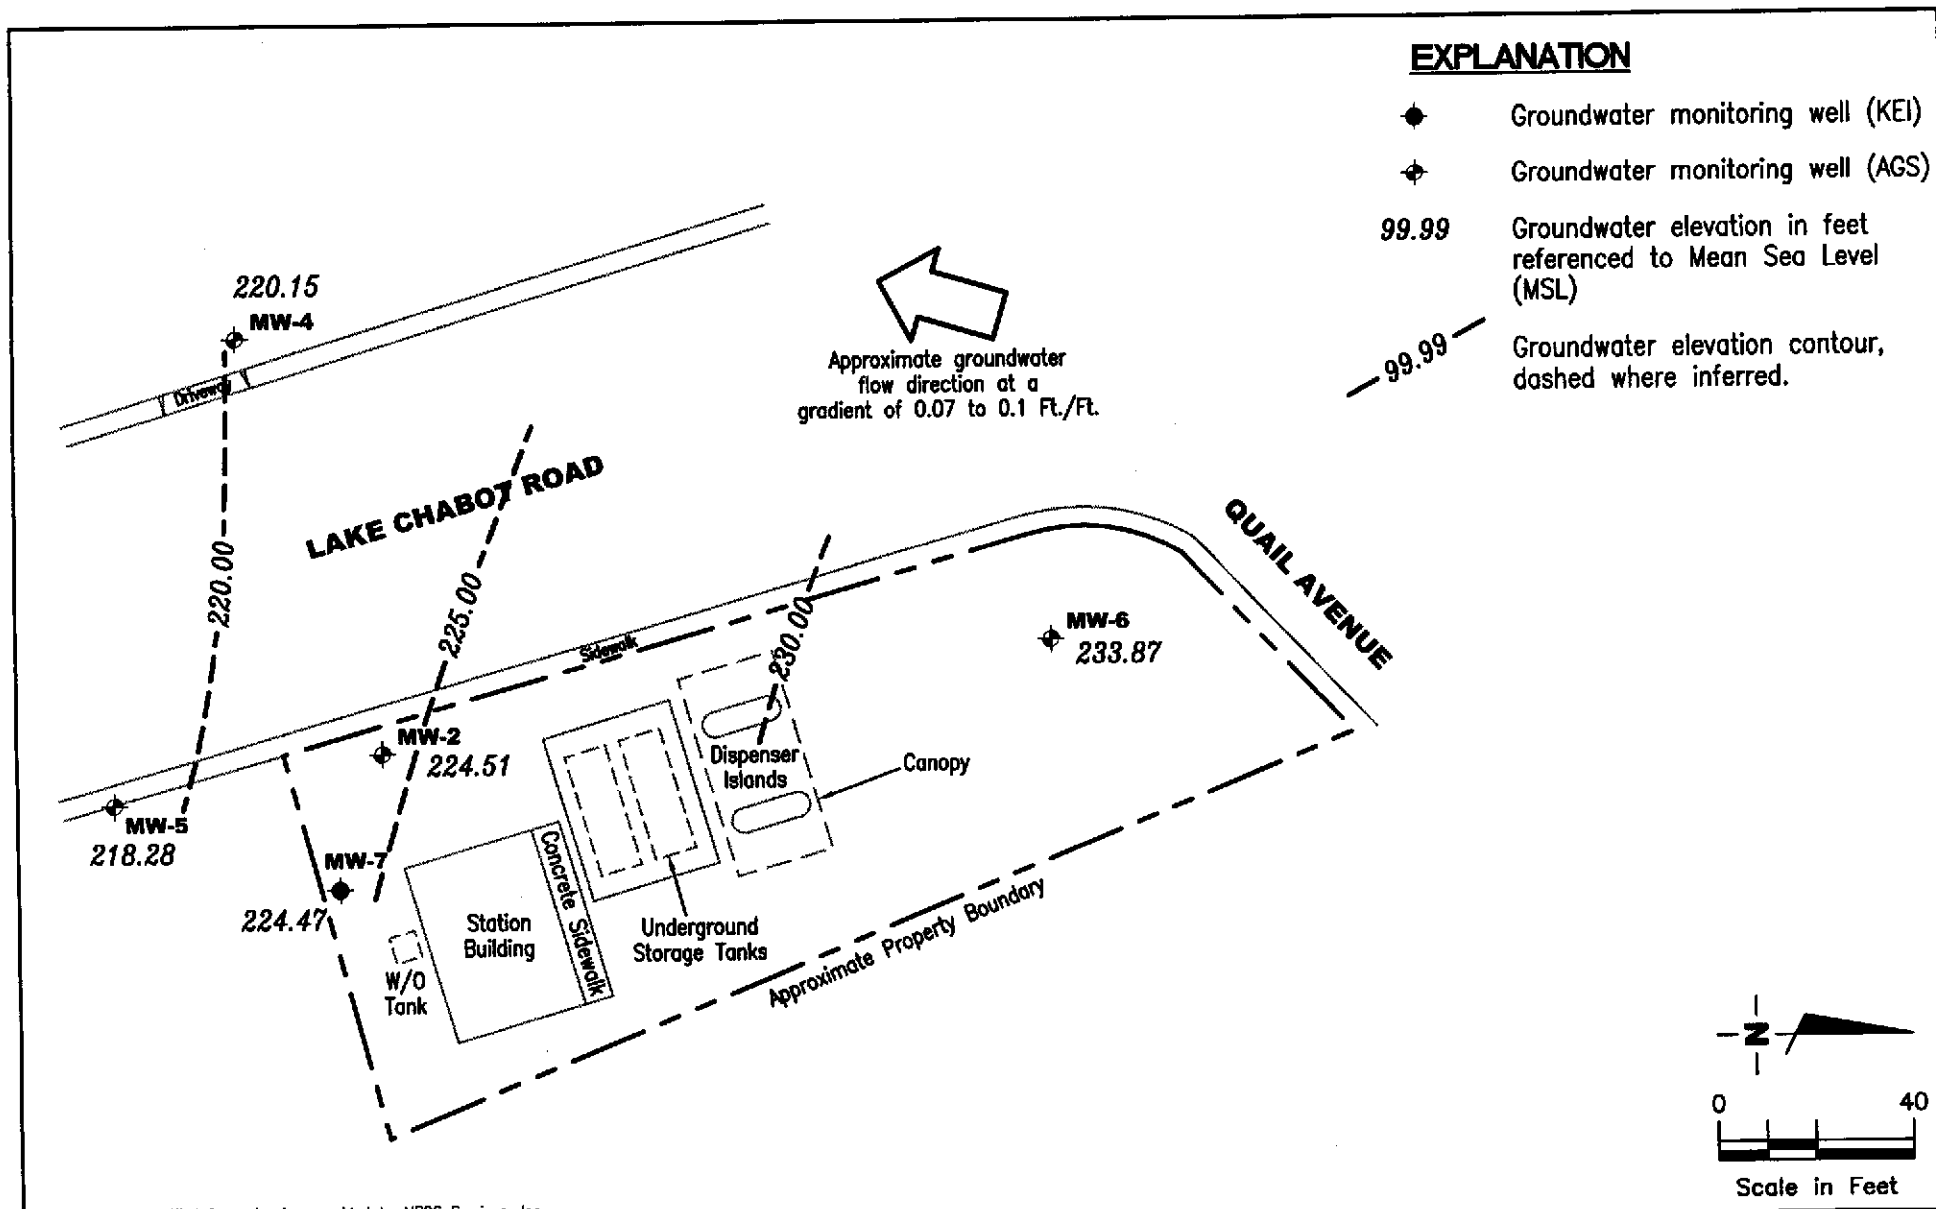 EXPLANATION
Groundwater monitoring well (KEI)
Groundwater monitoring well (AGS)
99.99
Groundwater elevation in feet
referenced to Mean Sea Level
(MSL)
99.99
Groundwater elevation contour,
dashed where inferred.
220.15
MW-4
Driveway
Approximate groundwater
flow direction at a
gradient of 0.07 to 0.1 Ft./Ft.
LAKE CHABOT ROAD
QUAIL AVENUE
220.00
225.00
230.00
Sidewalk
MW-6
233.87
MW-2
224.51
Dispenser
Islands
Canopy
MW-5
218.28
MW-7
224.47
Concrete Sidewalk
Station
Building
Underground
Storage Tanks
W/O
Tank
Approximate Property Boundary
N
0 40
Scale in Feet